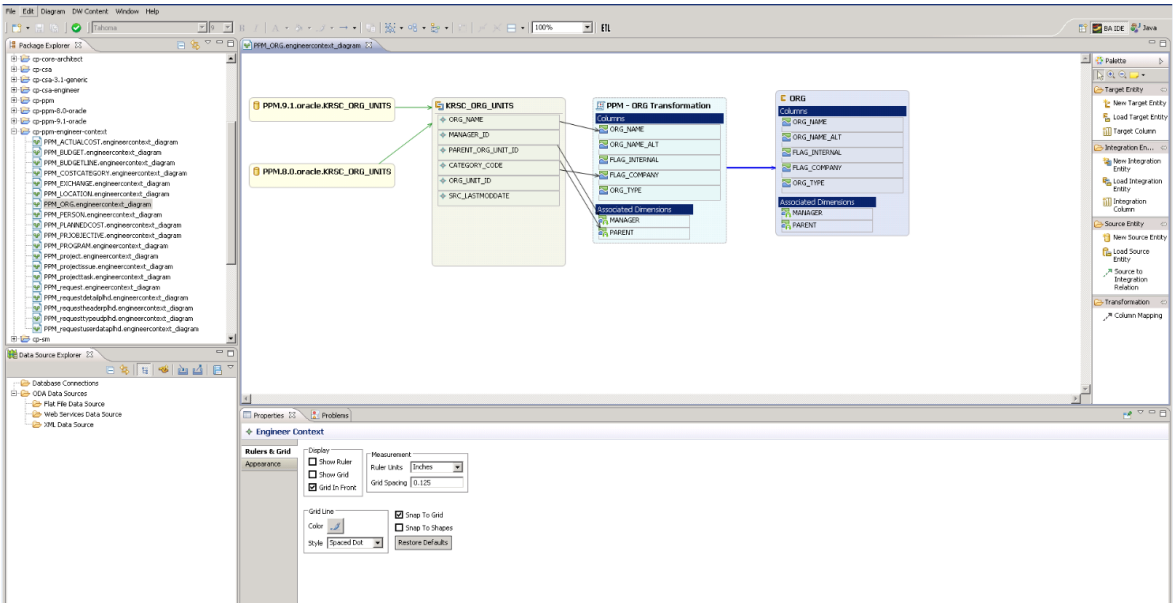 File Edit Diagram DW Content Window Help
Tahoma 9 B I A 100% ETL BA IDE Java
Package Explorer
cp-core-architect
cp-csa
cp-csa-3.1-generic
cp-csa-engineer
cp-ppm
cp-ppm-8.0-oracle
cp-ppm-9.1-oracle
cp-ppm-engineer-context
PPM_ACTUALCOST.engineercontext_diagram
PPM_BUDGET.engineercontext_diagram
PPM_BUDGETLINE.engineercontext_diagram
PPM_COSTCATEGORY.engineercontext_diagram
PPM_EXCHANGE.engineercontext_diagram
PPM_LOCATION.engineercontext_diagram
PPM_ORG.engineercontext_diagram
PPM_PERSON.engineercontext_diagram
PPM_PLANNEDCOST.engineercontext_diagram
PPM_PRJOBJECTIVE.engineercontext_diagram
PPM_PROGRAM.engineercontext_diagram
PPM_project.engineercontext_diagram
PPM_projectissue.engineercontext_diagram
PPM_projecttask.engineercontext_diagram
PPM_request.engineercontext_diagram
PPM_requestdetailplhd.engineercontext_diagram
PPM_requestheaderplhd.engineercontext_diagram
PPM_requesttypeudplhd.engineercontext_diagram
PPM_requestuserdataplhd.engineercontext_diagram
cp-sm
Data Source Explorer
Database Connections
ODA Data Sources
Flat File Data Source
Web Services Data Source
XML Data Source
PPM_ORG.engineercontext_diagram
PPM.9.1.oracle.KRSC_ORG_UNITS
PPM.8.0.oracle.KRSC_ORG_UNITS
KRSC_ORG_UNITS
ORG_NAME
MANAGER_ID
PARENT_ORG_UNIT_ID
CATEGORY_CODE
ORG_UNIT_ID
SRC_LASTMODDATE
PPM - ORG Transformation
Columns
ORG_NAME
ORG_NAME_ALT
FLAG_INTERNAL
FLAG_COMPANY
ORG_TYPE
Associated Dimensions
MANAGER
PARENT
ORG
Columns
ORG_NAME
ORG_NAME_ALT
FLAG_INTERNAL
FLAG_COMPANY
ORG_TYPE
Associated Dimensions
MANAGER
PARENT
Palette
Target Entity
New Target Entity
Load Target Entity
Target Column
Integration En...
New Integration
Entity
Load Integration
Entity
Integration
Column
Source Entity
New Source Entity
Load Source
Entity
Source to
Integration
Relation
Transformation
Column Mapping
Properties Problems
Engineer Context
Rulers & Grid
Appearance
Display
Show Ruler
Show Grid
Grid In Front
Measurement
Ruler Units Inches
Grid Spacing 0.125
Grid Line
Color
Style Spaced Dot
Snap To Grid
Snap To Shapes
Restore Defaults